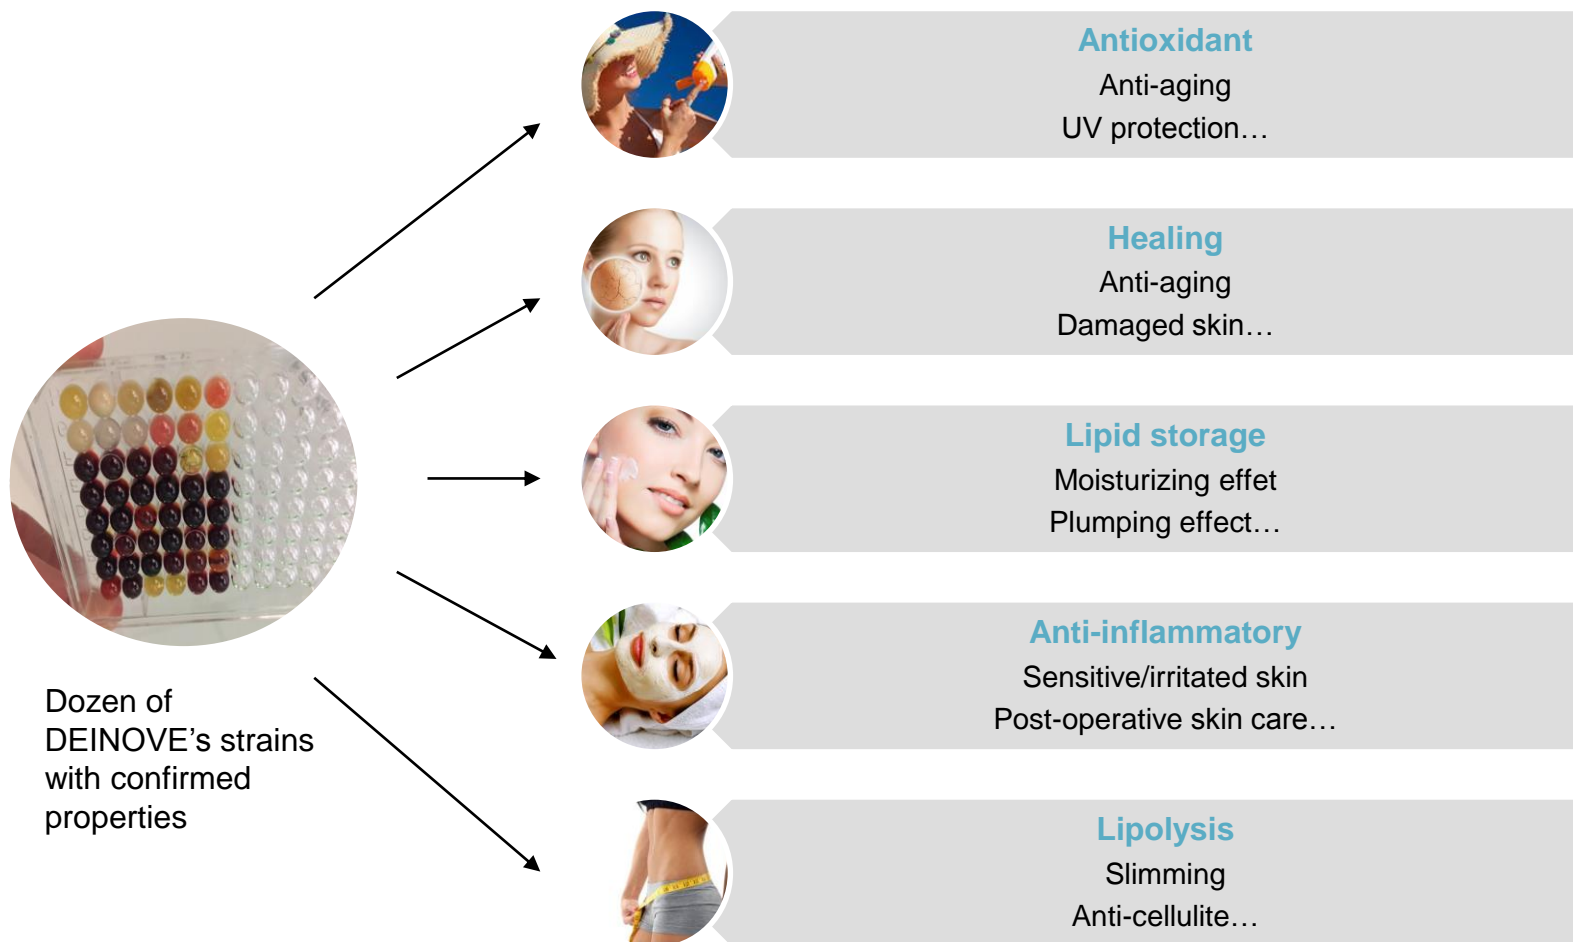 Antioxidant
Anti-aging
UV protection…
Healing
Anti-aging
Damaged skin…
Lipid storage
Moisturizing effet
Plumping effect…
Anti-inflammatory
Sensitive/irritated skin
Post-operative skin care…
Lipolysis
Slimming
Anti-cellulite…
Dozen of
DEINOVE’s strains
with confirmed
properties